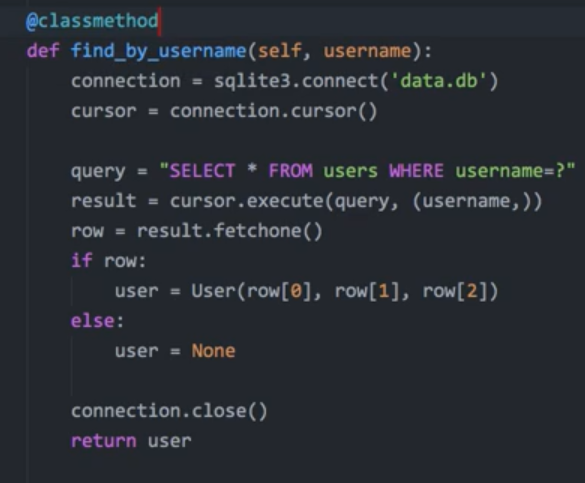 @classmethod
def find_by_username(self, username):
    connection = sqlite3.connect('data.db')
    cursor = connection.cursor()

    query = "SELECT * FROM users WHERE username=?"
    result = cursor.execute(query, (username,))
    row = result.fetchone()
    if row:
        user = User(row[0], row[1], row[2])
    else:
        user = None

    connection.close()
    return user